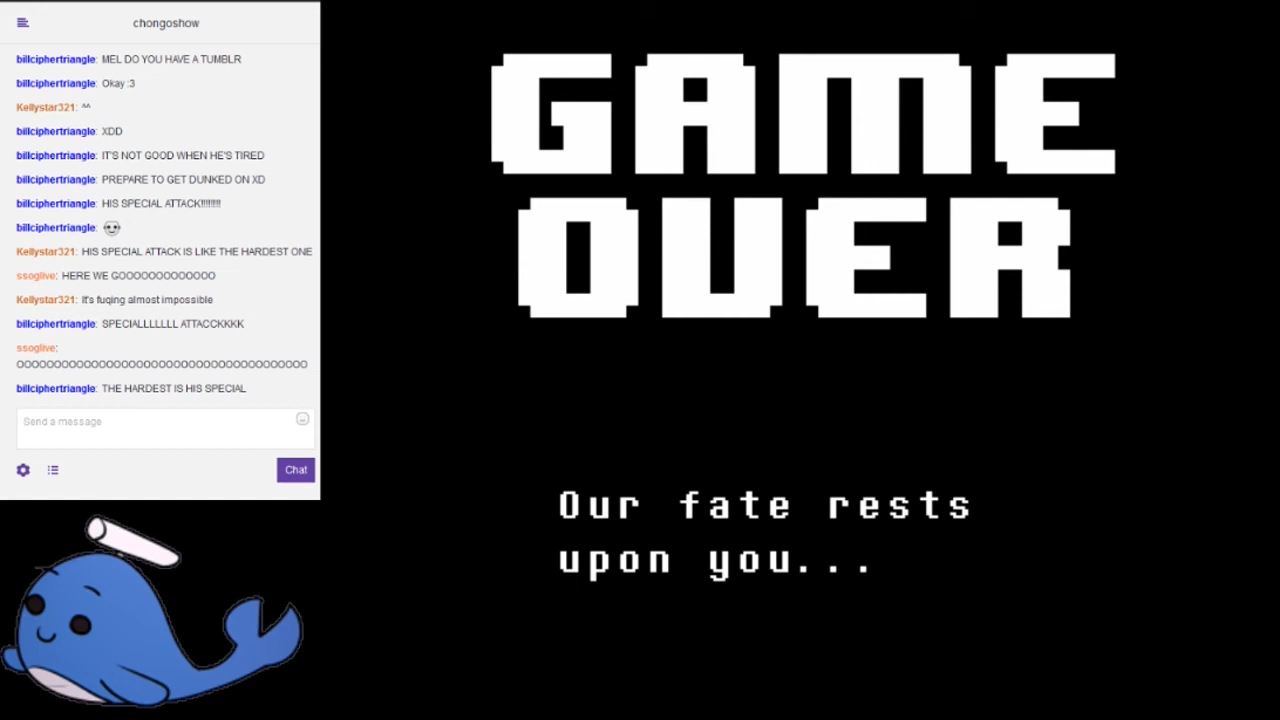 chongoshow
billciphertriangle: MEL DO YOU HAVE A TUMBLR
billciphertriangle: Okay :3
Kellystar321: ^^
billciphertriangle: XDD
billciphertriangle: IT'S NOT GOOD WHEN HE'S TIRED
billciphertriangle: PREPARE TO GET DUNKED ON XD
billciphertriangle: HIS SPECIAL ATTACK!!!!!!!!!
billciphertriangle:
Kellystar321: HIS SPECIAL ATTACK IS LIKE THE HARDEST ONE
ssoglive: HERE WE GOOOOOOOOOOOOO
Kellystar321: It's fuqing almost impossible
billciphertriangle: SPECIALLLLLLL ATTACCKKKK
ssoglive:
OOOOOOOOOOOOOOOOOOOOOOOOOOOOOOOOOOOOOOO
billciphertriangle: THE HARDEST IS HIS SPECIAL
Send a message
Chat
GAME
OVER
Our fate rests
upon you...